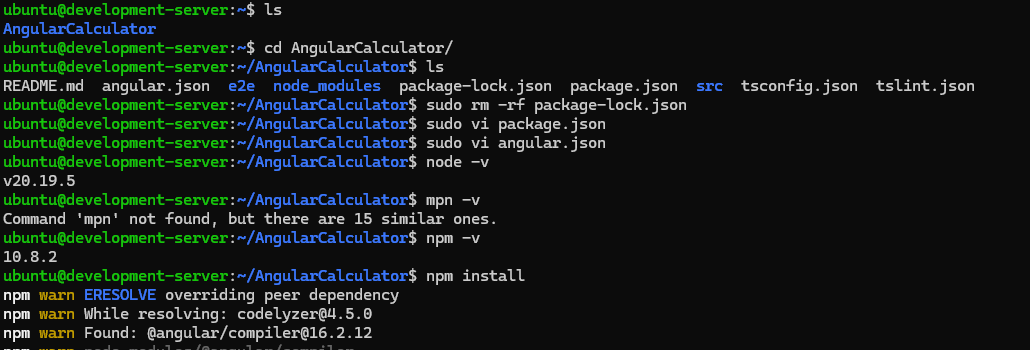 ubuntu@development-server:~$ ls
AngularCalculator
ubuntu@development-server:~$ cd AngularCalculator/
ubuntu@development-server:~/AngularCalculator$ ls
README.md  angular.json  e2e  node_modules  package-lock.json  package.json  src  tsconfig.json  tslint.json
ubuntu@development-server:~/AngularCalculator$ sudo rm -rf package-lock.json
ubuntu@development-server:~/AngularCalculator$ sudo vi package.json
ubuntu@development-server:~/AngularCalculator$ sudo vi angular.json
ubuntu@development-server:~/AngularCalculator$ node -v
v20.19.5
ubuntu@development-server:~/AngularCalculator$ mpn -v
Command 'mpn' not found, but there are 15 similar ones.
ubuntu@development-server:~/AngularCalculator$ npm -v
10.8.2
ubuntu@development-server:~/AngularCalculator$ npm install
npm warn ERESOLVE overriding peer dependency
npm warn While resolving: codelyzer@4.5.0
npm warn Found: @angular/compiler@16.2.12
npm warn node_modules/@angular/compiler